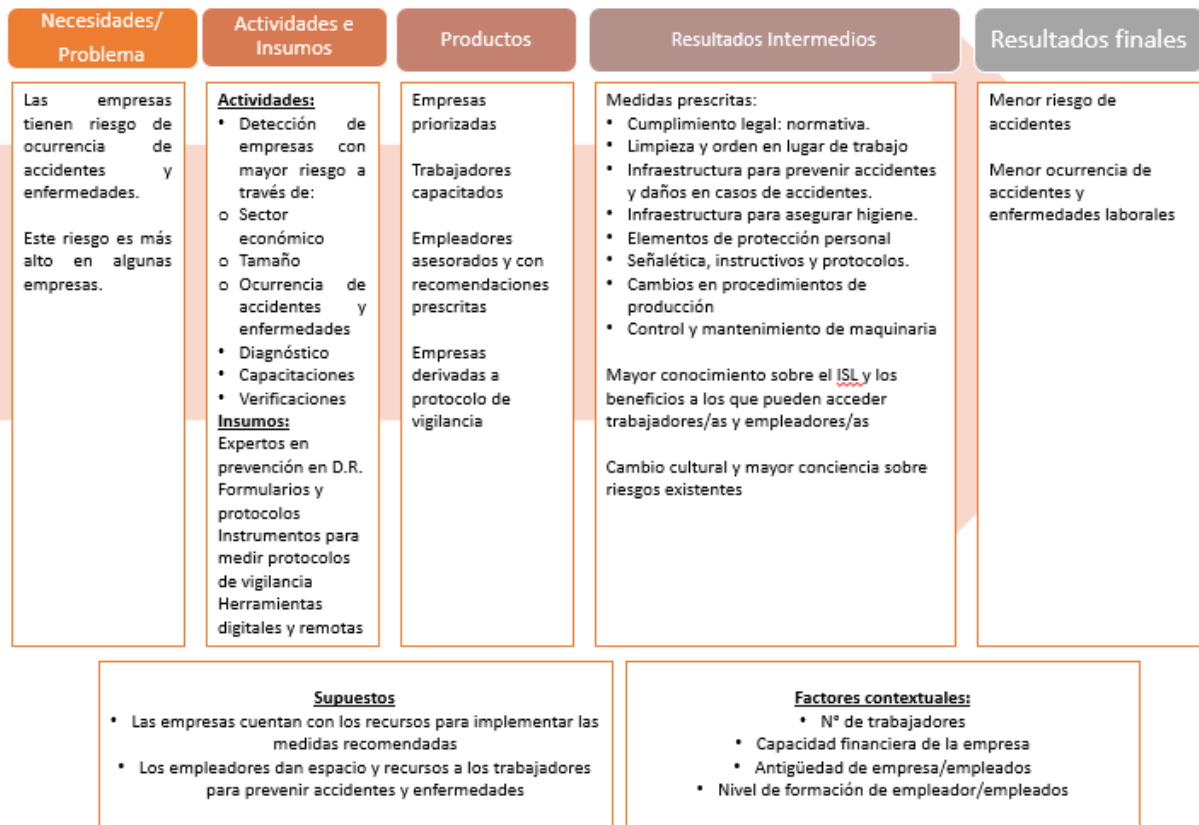 Necesidades/
Problema
Actividades e
Insumos
Productos
Resultados Intermedios
Resultados finales
Las empresas
tienen riesgo de
ocurrencia de
accidentes y
enfermedades.
Este riesgo es más
alto en algunas
empresas.
Actividades:
• Detección de
empresas con
mayor riesgo a
través de:
o Sector
económico
o Tamaño
o Ocurrencia de
accidentes y
enfermedades
• Diagnóstico
• Capacitaciones
• Verificaciones
Insumos:
Expertos en
prevención en D.R.
Formularios y
protocolos
Instrumentos para
medir protocolos
de vigilancia
Herramientas
digitales y remotas
Empresas
priorizadas
Trabajadores
capacitados
Empleadores
asesorados y con
recomendaciones
prescritas
Empresas
derivadas a
protocolo de
vigilancia
Medidas prescritas:
• Cumplimiento legal: normativa.
• Limpieza y orden en lugar de trabajo
• Infraestructura para prevenir accidentes
y daños en casos de accidentes.
• Infraestructura para asegurar higiene.
• Elementos de protección personal
• Señalética, instructivos y protocolos.
• Cambios en procedimientos de
producción
• Control y mantenimiento de maquinaria
Mayor conocimiento sobre el ISL y los
beneficios a los que pueden acceder
trabajadores/as y empleadores/as
Cambio cultural y mayor conciencia sobre
riesgos existentes
Menor riesgo de
accidentes
Menor ocurrencia de
accidentes y
enfermedades laborales
Supuestos
• Las empresas cuentan con los recursos para implementar las
medidas recomendadas
• Los empleadores dan espacio y recursos a los trabajadores
para prevenir accidentes y enfermedades
Factores contextuales:
• N° de trabajadores
• Capacidad financiera de la empresa
• Antigüedad de empresa/empleados
• Nivel de formación de empleador/empleados